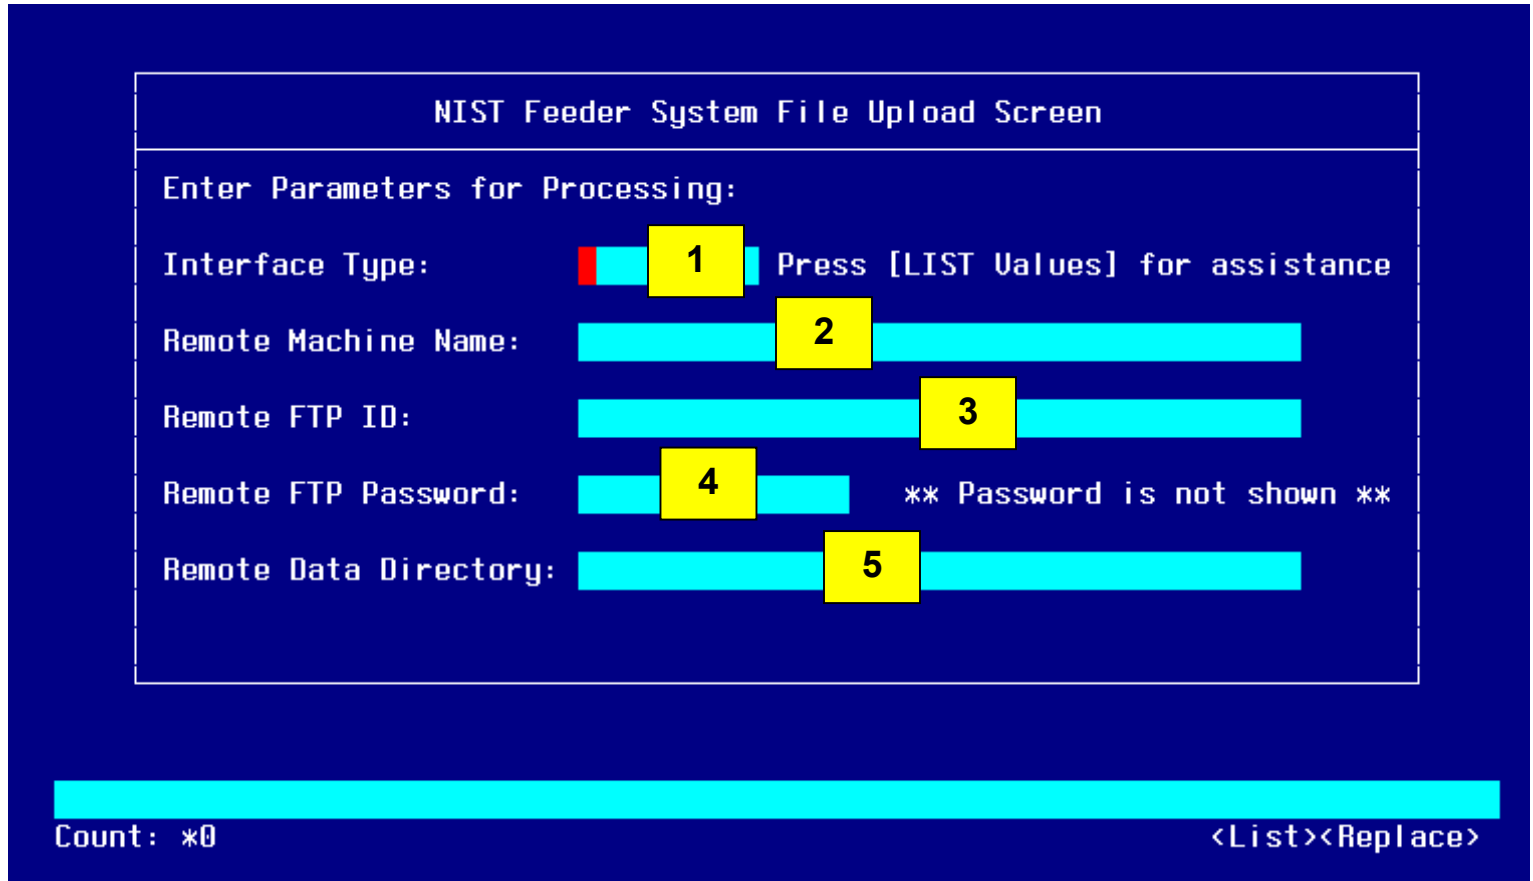 NIST Feeder System File Upload Screen
Enter Parameters for Processing:
Interface Type: 1 Press [LIST Values] for assistance
Remote Machine Name: 2
Remote FTP ID: 3
Remote FTP Password: 4 ** Password is not shown **
Remote Data Directory: 5
Count: *0 <List><Replace>